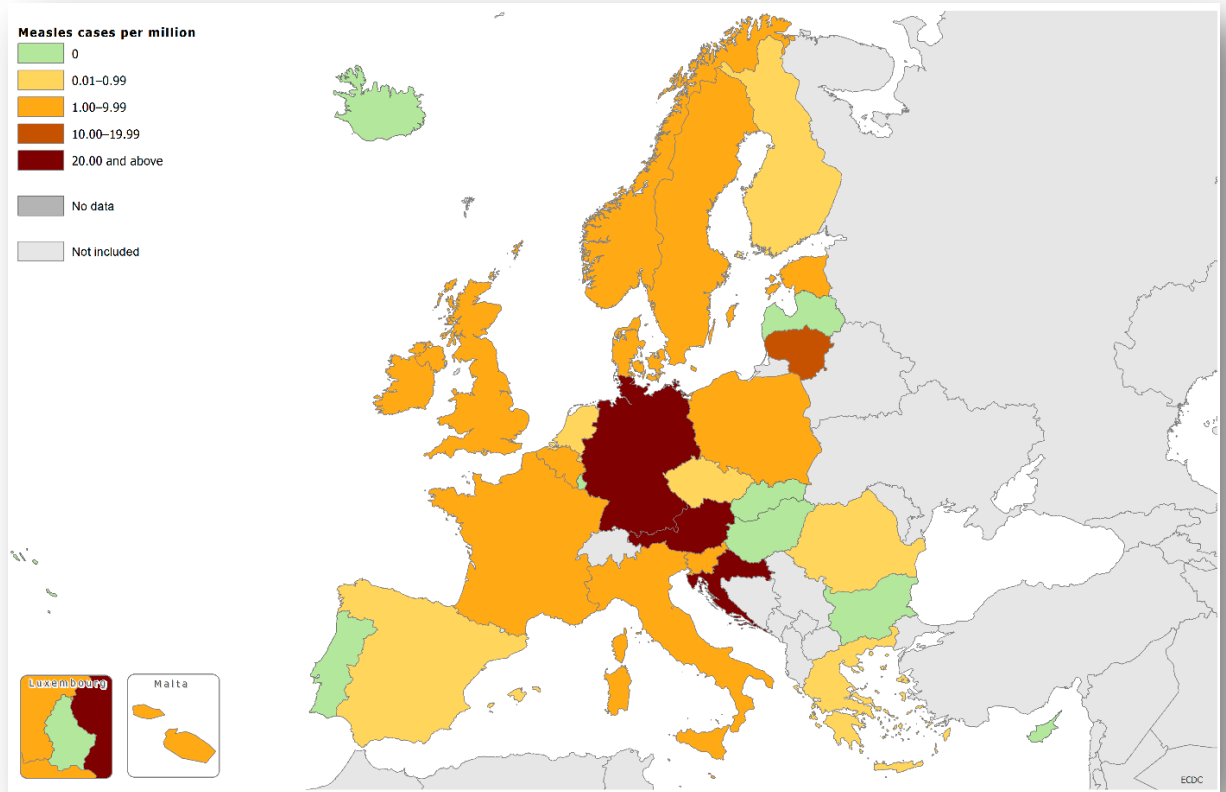 Measles cases per million
0
0.01–0.99
1.00–9.99
10.00–19.99
20.00 and above
No data
Not included
Luxembourg
Malta
ECDC